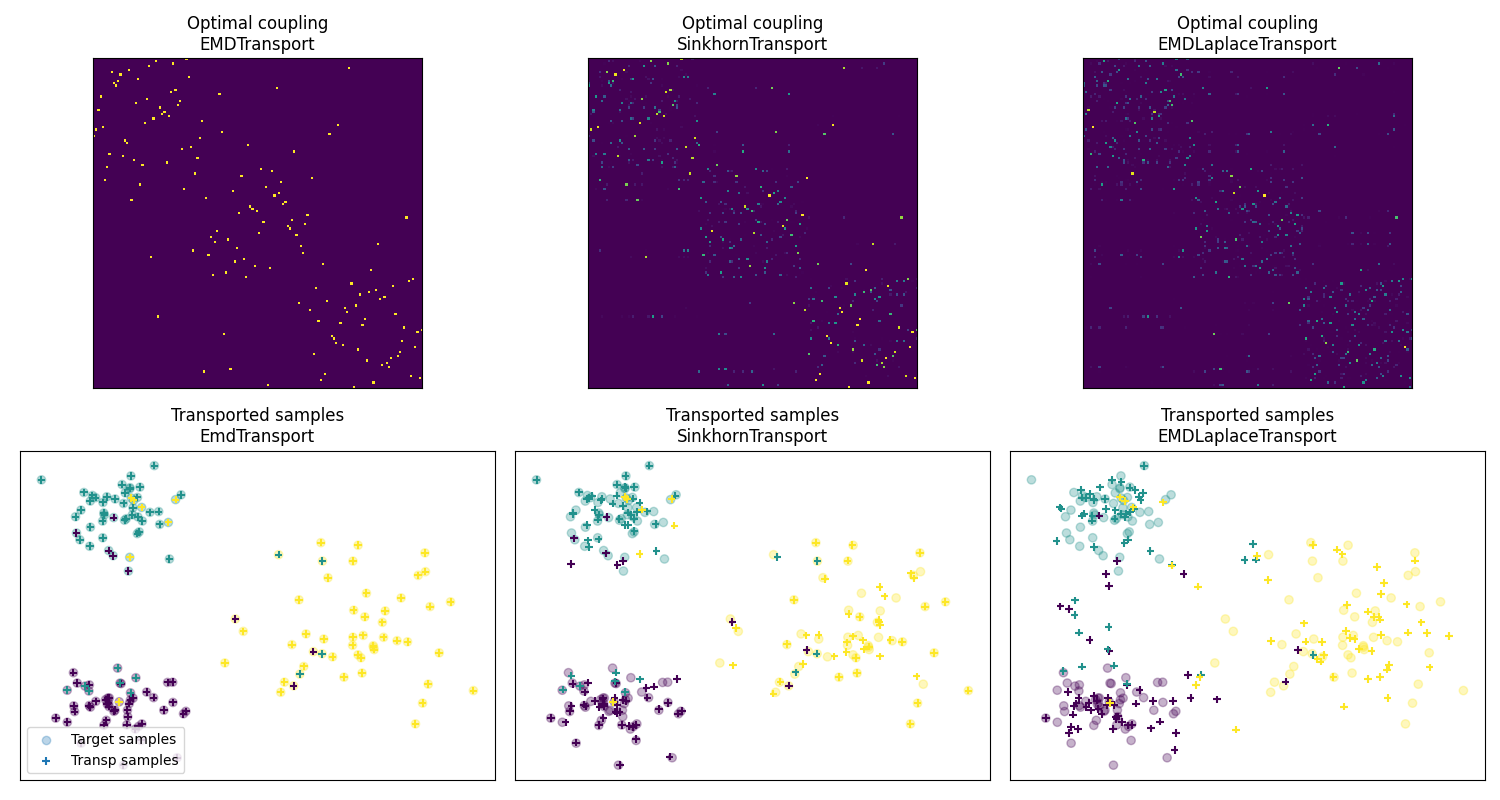 Optimal coupling
EMDTransport
Optimal coupling
SinkhornTransport
Optimal coupling
EMDLaplaceTransport
Transported samples
EmdTransport
Transported samples
SinkhornTransport
Transported samples
EMDLaplaceTransport
Target samples
Transp samples